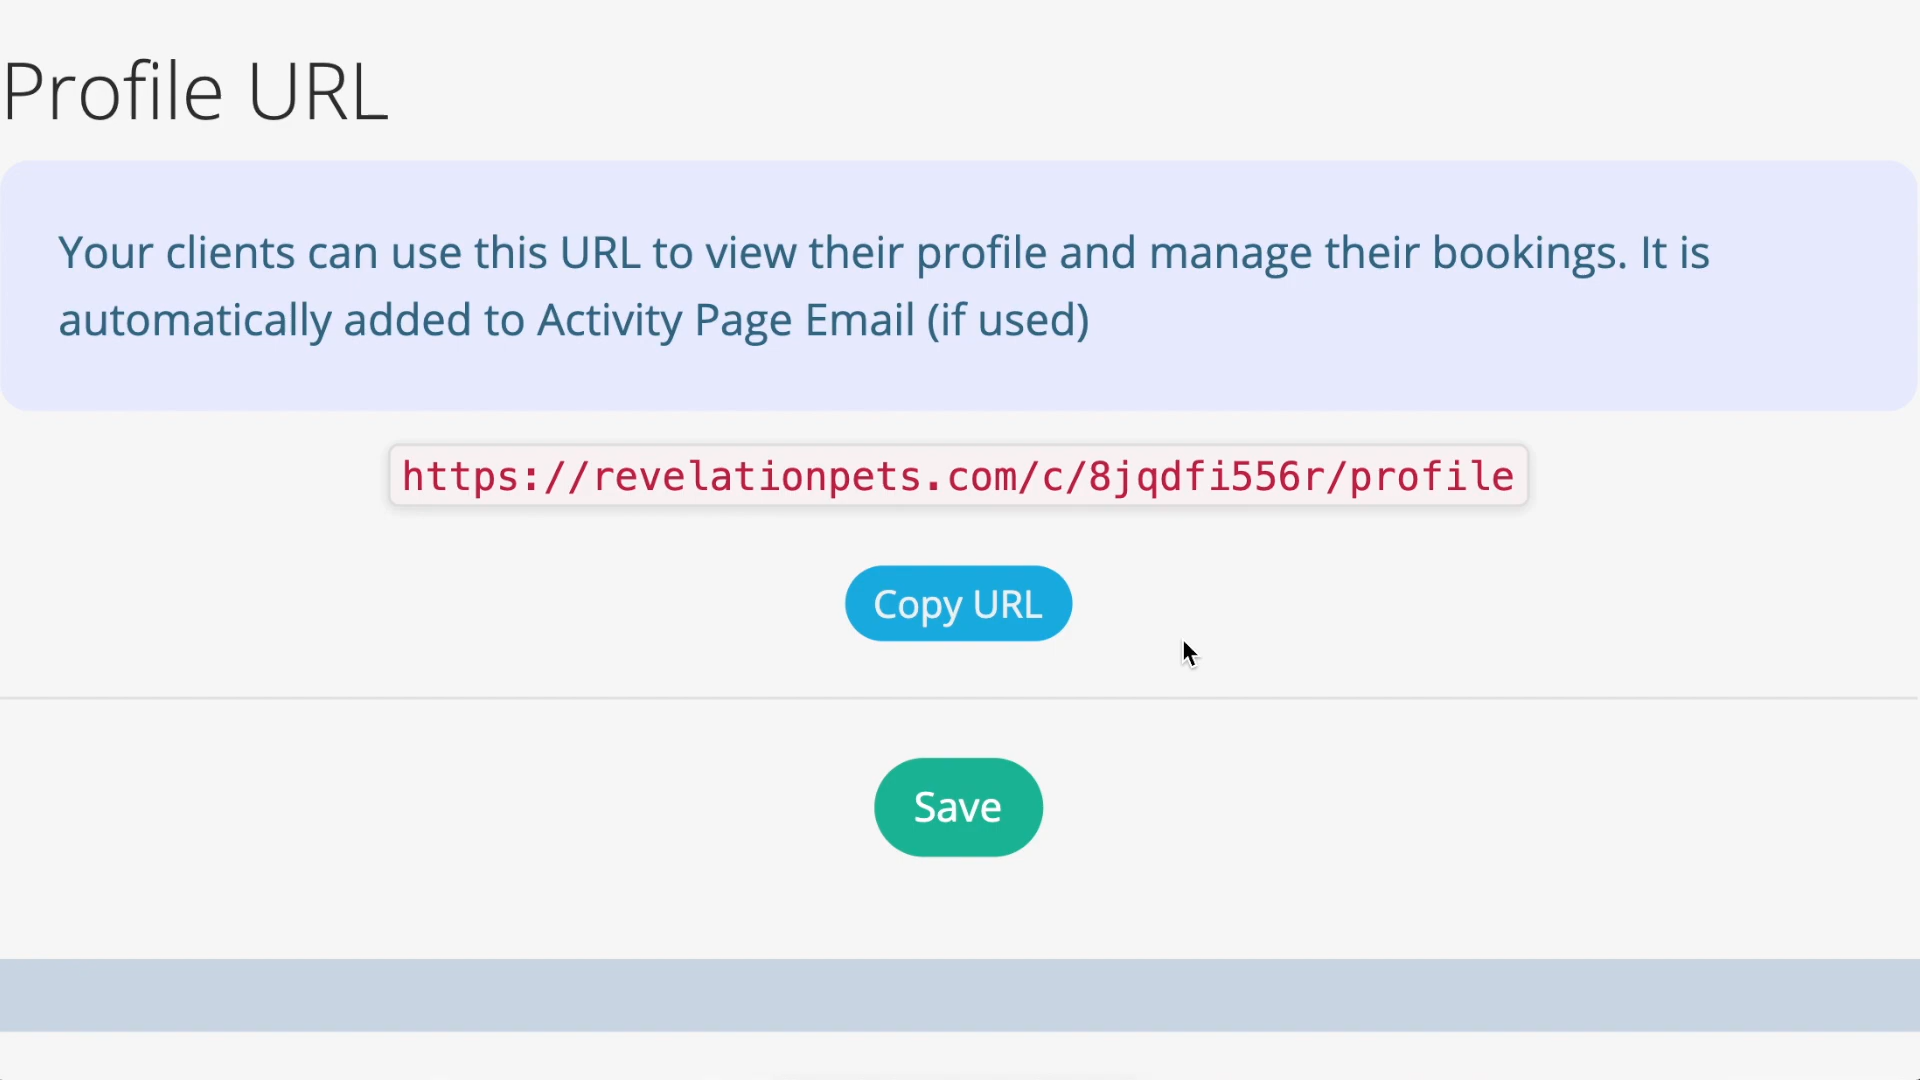 Profile URL
Your clients can use this URL to view their profile and manage their bookings. It is
automatically added to Activity Page Email (if used)
https://revelationpets.com/c/8jqdfi556r/profile
Copy URL
Save